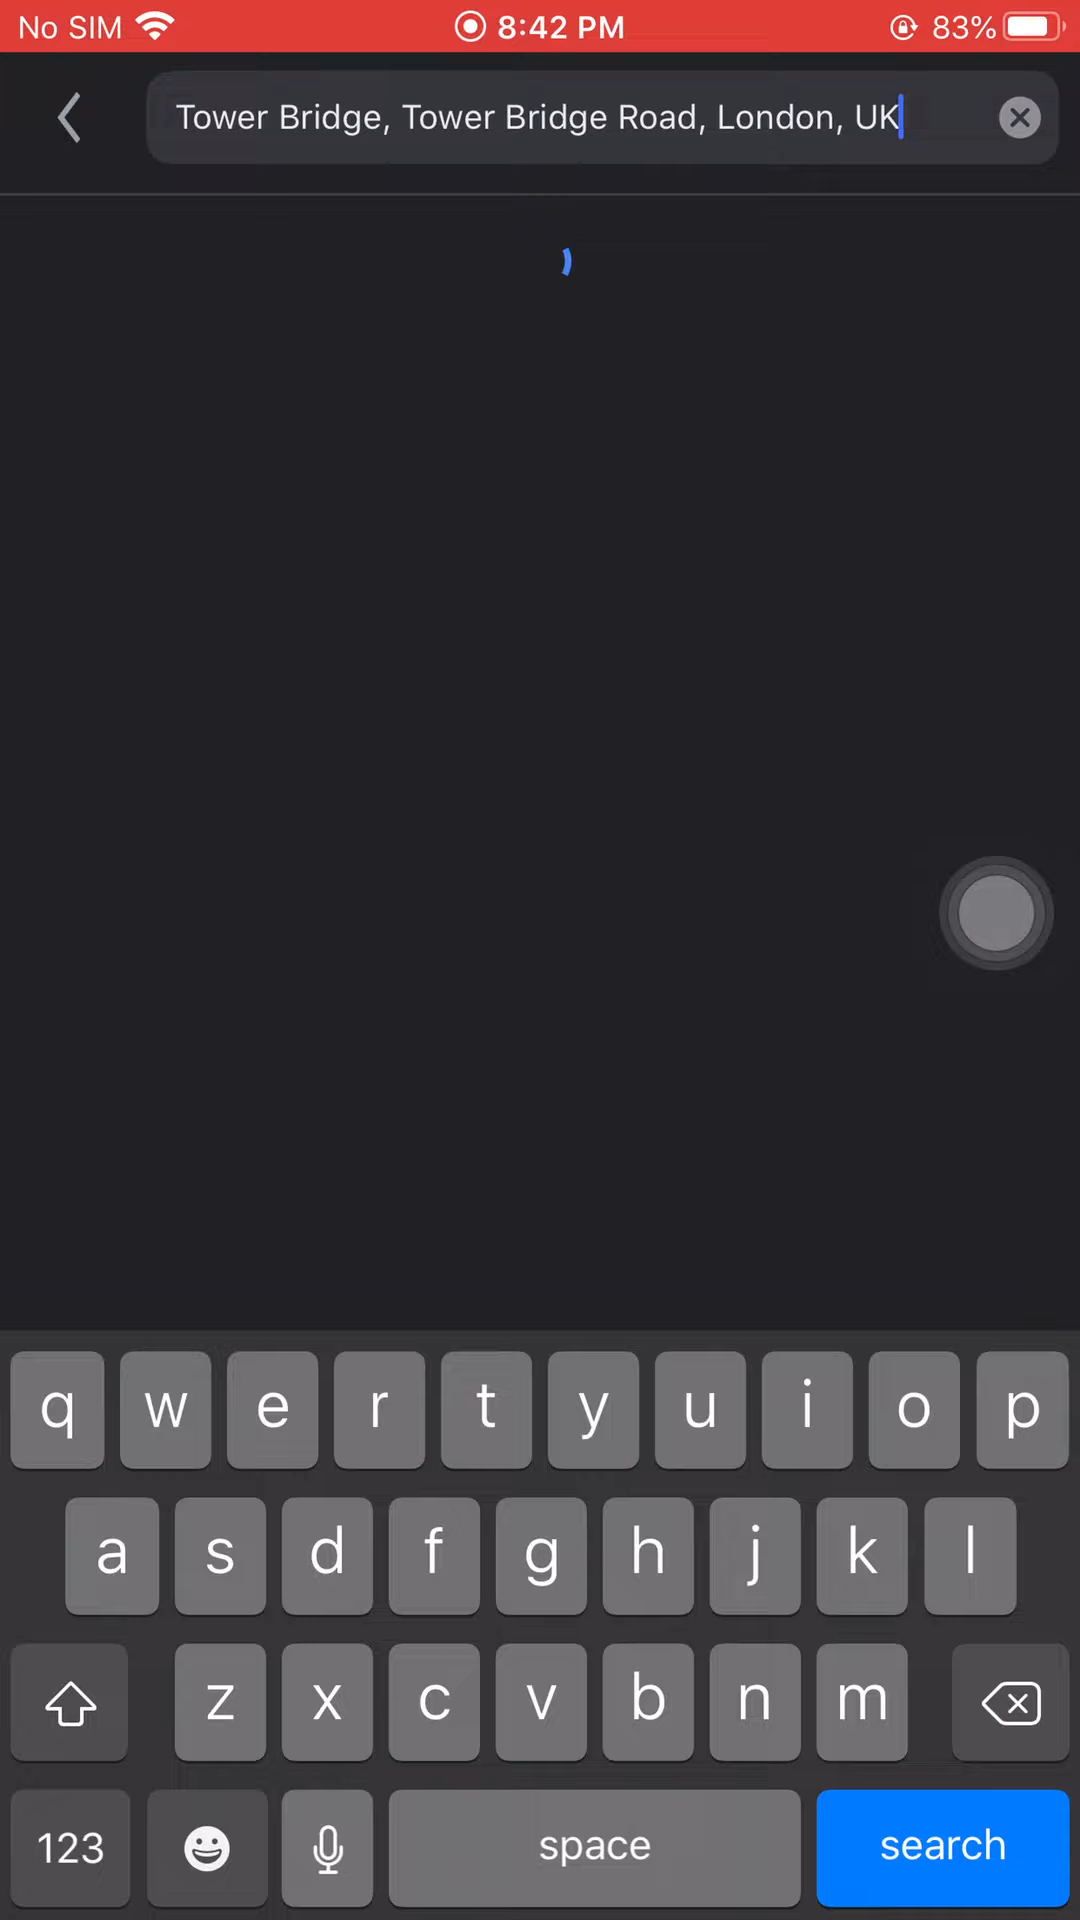 No SIM 8:42 PM 83%
Tower Bridge, Tower Bridge Road, London, UK
q w e r t y u i o p
a s d f g h j k l
z x c v b n m
123 space search